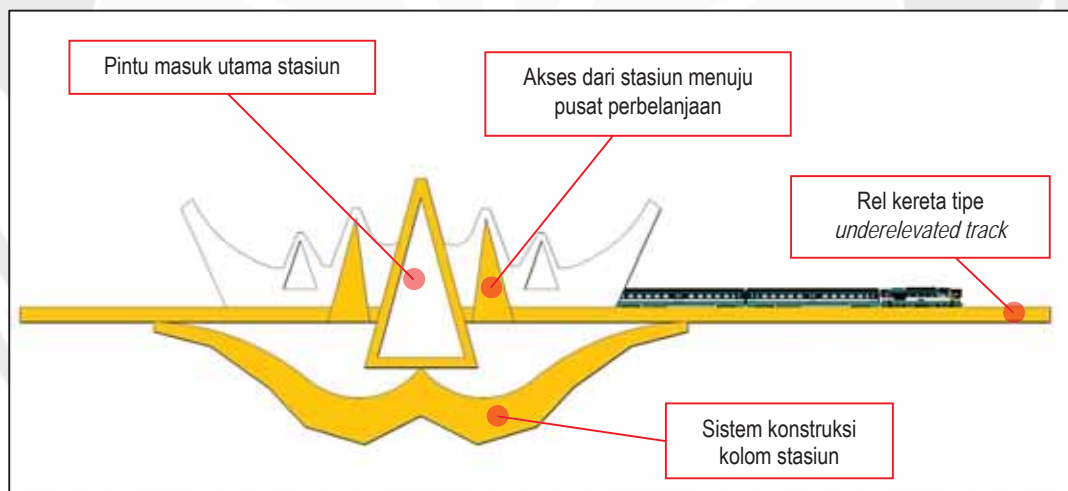 Pintu masuk utama stasiun
Akses dari stasiun menuju
pusat perbelanjaan
Rel kereta tipe
underelevated track
Sistem konstruksi
kolom stasiun